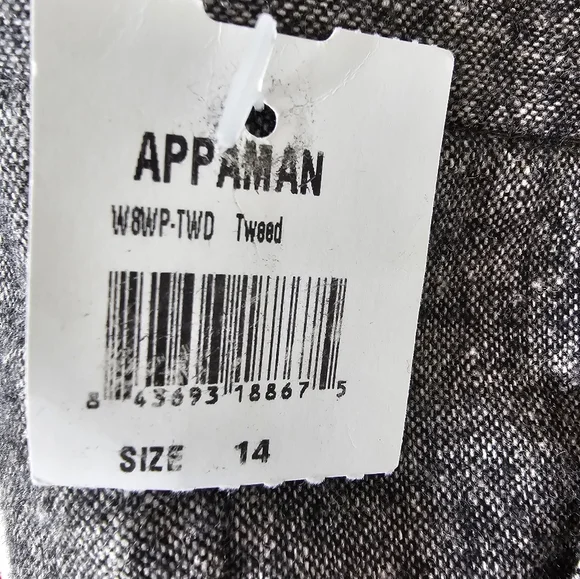 APPAMAN
W8WP-TWD Tweed
8 43693 18867 5
SIZE 14